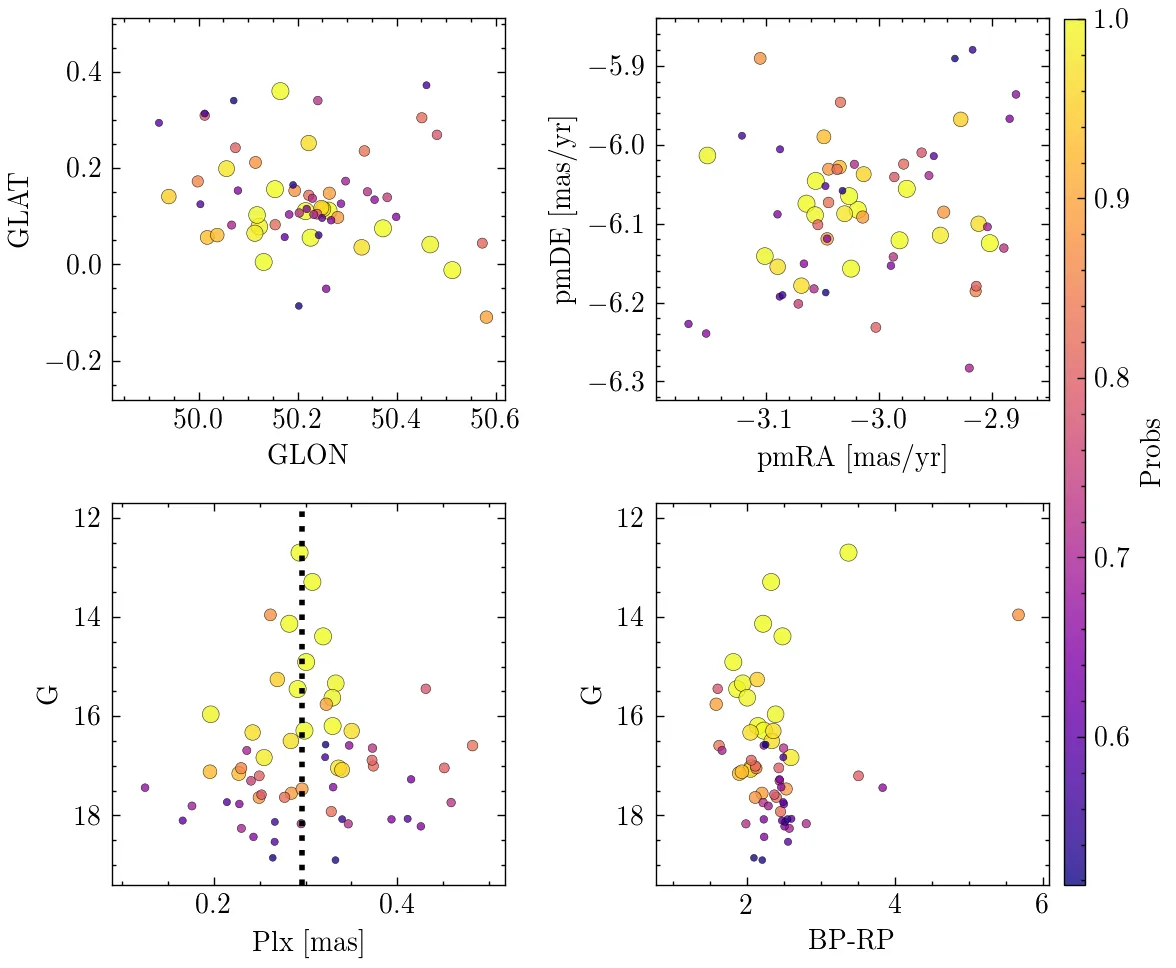 0.4
0.2
0.0
−0.2
GLAT
50.0 50.2 50.4 50.6
GLON
−5.9
−6.0
−6.1
−6.2
−6.3
pmDE [mas/yr]
−3.1 −3.0 −2.9
pmRA [mas/yr]
12
14
16
18
G
0.2 0.4
Plx [mas]
12
14
16
18
G
2 4 6
BP-RP
1.0
0.9
0.8
0.7
0.6
Probs